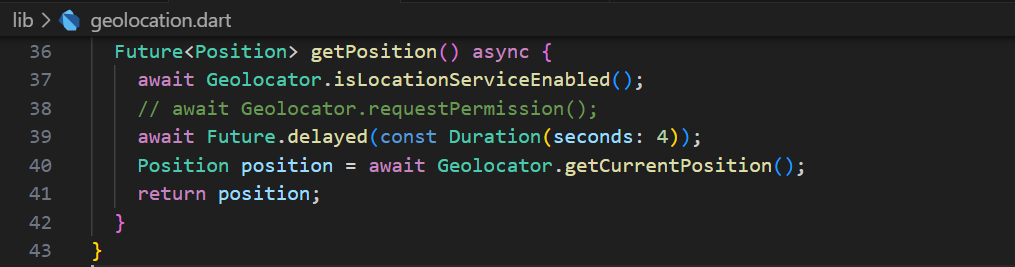 lib > geolocation.dart
36 Future<Position> getPosition() async {
37 await Geolocator.isLocationServiceEnabled();
38 // await Geolocator.requestPermission();
39 await Future.delayed(const Duration(seconds: 4));
40 Position position = await Geolocator.getCurrentPosition();
41 return position;
42 }
43 }